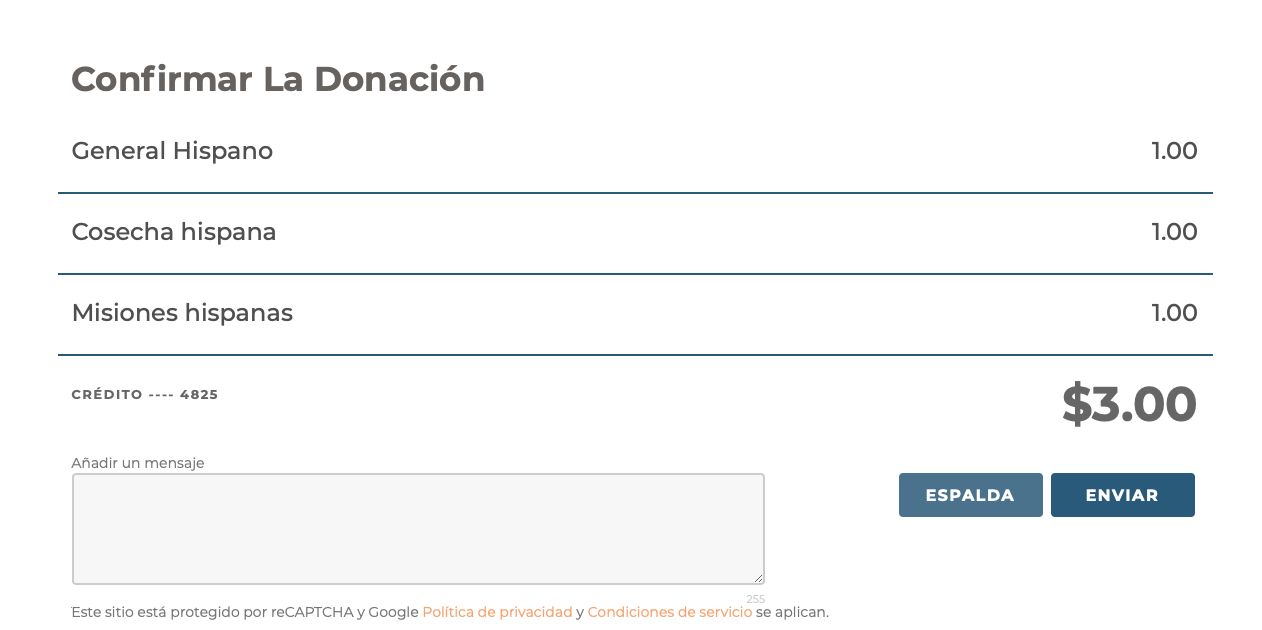 Confirmar La Donación
General Hispano 1.00
Cosecha hispana 1.00
Misiones hispanas 1.00
CRÉDITO ---- 4825 $3.00
Añadir un mensaje
ESPALDA ENVIAR
255
Este sitio está protegido por reCAPTCHA y Google Política de privacidad y Condiciones de servicio se aplican.